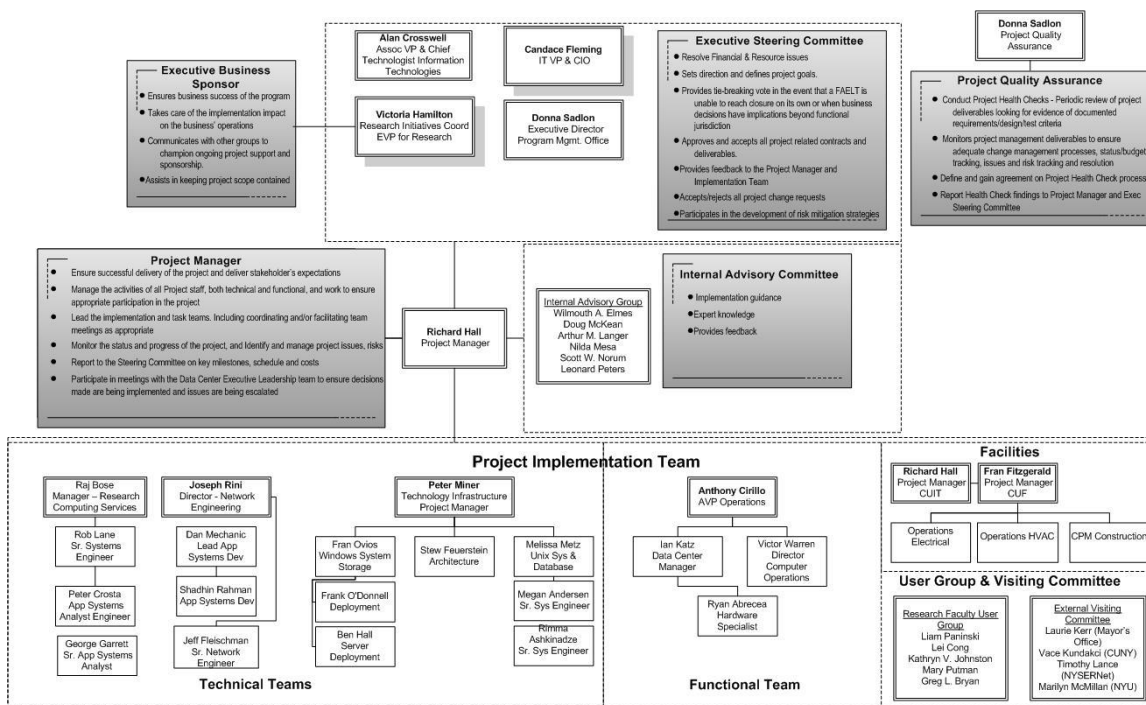 Executive Business
Sponsor
● Ensures business success of the program
● Takes care of the implementation impact
on the business' operations
● Communicates with other groups to
champion ongoing project support and
sponsorship.
● Assists in keeping project scope contained
Alan Crosswell
Assoc VP & Chief
Technologist Information
Technologies
Candace Fleming
IT VP & CIO
Victoria Hamilton
Research Initiatives Coord
EVP for Research
Donna Sadlon
Executive Director
Program Mgmt. Office
Executive Steering Committee
● Resolve Financial & Resource issues
● Sets direction and defines project goals.
● Provides tie-breaking vote in the event that a FAELT is
unable to reach closure on its own or when business
decisions have implications beyond functional
jurisdiction
● Approves and accepts all project related contracts and
deliverables.
● Provides feedback to the Project Manager and
Implementation Team
● Accepts/rejects all project change requests
● Participates in the development of risk mitigation strategies
Donna Sadlon
Project Quality
Assurance
Project Quality Assurance
● Conduct Project Health Checks - Periodic review of project
deliverables looking for evidence of documented
requirements/design/test criteria
● Monitors project management deliverables to ensure
adequate change management processes, status/budget
tracking, issues and risk tracking and resolution
● Define and gain agreement on Project Health Check process
● Report Health Check findings to Project Manager and Exec
Steering Committee
Project Manager
● Ensure successful delivery of the project and deliver stakeholder's expectations
● Manage the activities of all Project staff, both technical and functional, and work to ensure
appropriate participation in the project
● Lead the implementation and task teams. Including coordinating and/or facilitating team
meetings as appropriate
● Monitor the status and progress of the project, and Identify and manage project issues, risks
● Report to the Steering Committee on key milestones, schedule and costs
● Participate in meetings with the Data Center Executive Leadership team to ensure decisions
made are being implemented and issues are being escalated
Richard Hall
Project Manager
Internal Advisory Group
Wilmouth A. Elmes
Doug McKean
Arthur M. Langer
Nilda Mesa
Scott W. Norum
Leonard Peters
Internal Advisory Committee
● Implementation guidance
● Expert knowledge
● Provides feedback
Project Implementation Team
Raj Bose
Manager – Research
Computing Services
Rob Lane
Sr. Systems
Engineer
Peter Crosta
App Systems
Analyst Engineer
George Garrett
Sr. App Systems
Analyst
Joseph Rini
Director - Network
Engineering
Dan Mechanic
Lead App
Systems Dev
Shadhin Rahman
App Systems Dev
Jeff Fleischman
Sr. Network
Engineer
Peter Miner
Technology Infrastructure
Project Manager
Fran Ovios
Windows System
Storage
Frank O'Donnell
Deployment
Ben Hall
Server
Deployment
Stew Feuerstein
Architecture
Melissa Metz
Unix Sys &
Database
Megan Andersen
Sr. Sys Engineer
Rimma
Ashkinadze
Sr. Sys Engineer
Technical Teams
Anthony Cirillo
AVP Operations
Ian Katz
Data Center
Manager
Victor Warren
Director
Computer
Operations
Ryan Abrecea
Hardware
Specialist
Functional Team
Facilities
Richard Hall
Project Manager
CUIT
Fran Fitzgerald
Project Manager
CUF
Operations
Electrical
Operations HVAC
CPM Construction
User Group & Visiting Committee
Research Faculty User
Group
Liam Paninski
Lei Cong
Kathryn V. Johnston
Mary Putman
Greg L. Bryan
External Visiting
Committee
Laurie Kerr (Mayor's
Office)
Vace Kundakci (CUNY)
Timothy Lance
(NYSERNet)
Marilyn McMillan (NYU)